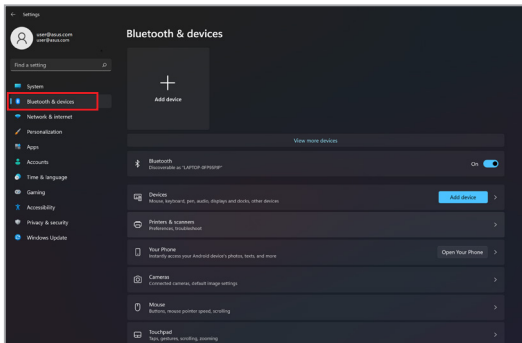 Settings
user@asus.com
user@asus.com
Find a setting
System
Bluetooth & devices
Network & internet
Personalization
Apps
Accounts
Time & language
Gaming
Accessibility
Privacy & security
Windows Update
Bluetooth & devices
Add device
View more devices
Bluetooth
Discoverable as
On
Devices
Mouse, keyboard, pen, audio, displays and docks, other devices
Add device
Printers & scanners
Preferences, troubleshoot
Your Phone
Instantly access your Android device's photos, texts, and more
Open Your Phone
Cameras
Connected cameras, default image settings
Mouse
Buttons, mouse pointer speed, scrolling
Touchpad
Taps, gestures, scrolling, zooming